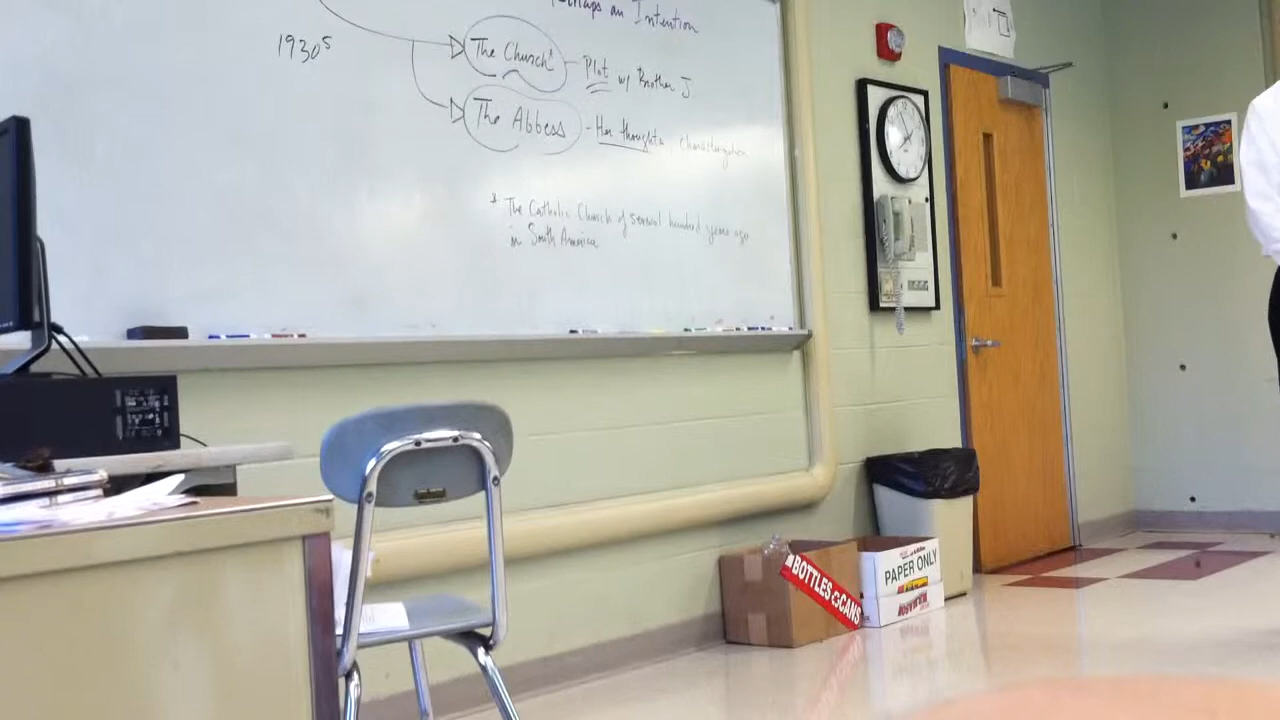 Perhaps an Intention
1930s
The Church* - Plot w/ Brother J
The Abbess - Her thoughts, characterization
* The Catholic Church of several hundred years ago
in South America
BOTTLES & CANS
PAPER ONLY